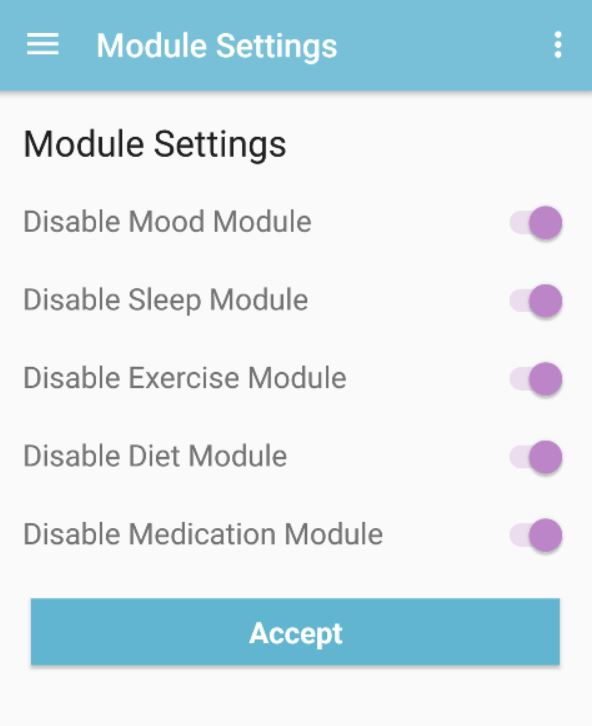 Module Settings
Module Settings
Disable Mood Module
Disable Sleep Module
Disable Exercise Module
Disable Diet Module
Disable Medication Module
Accept